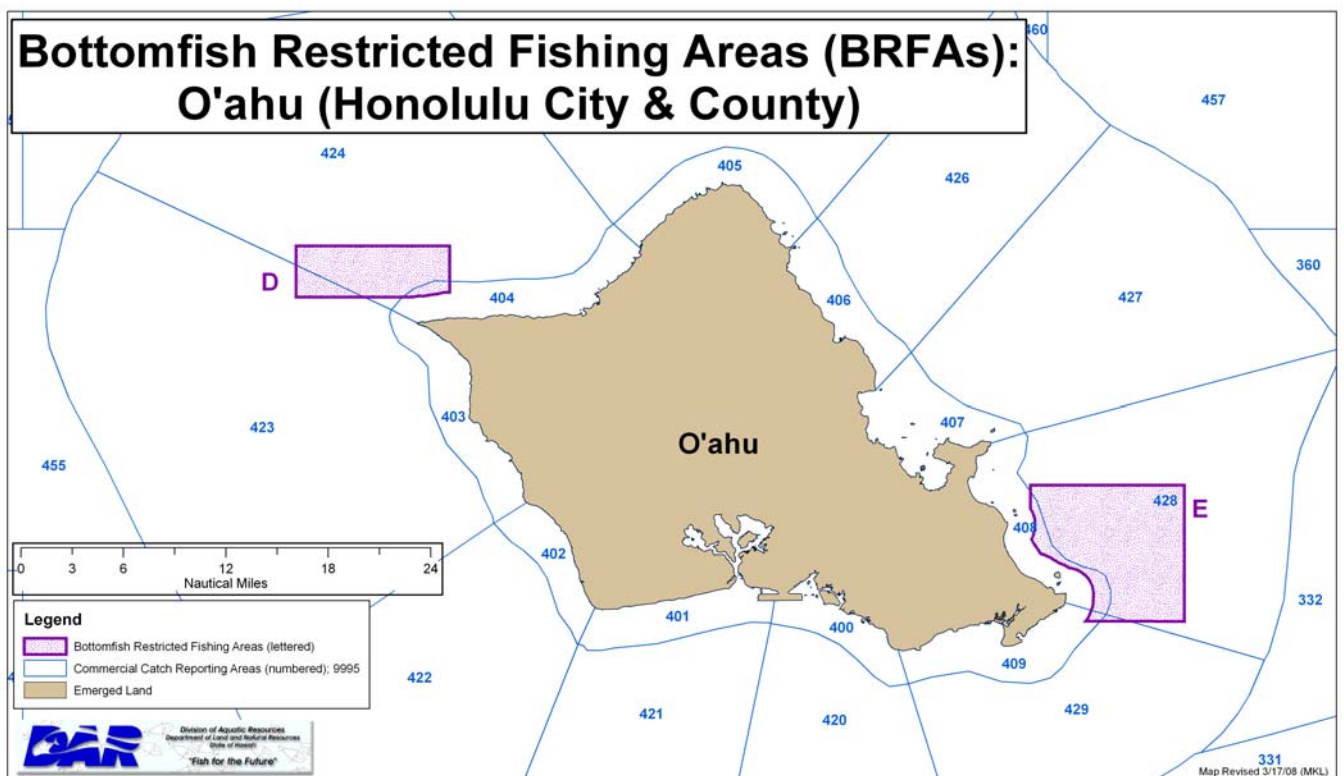 Bottomfish Restricted Fishing Areas (BRFAs):
O'ahu (Honolulu City & County)
460
457
424
405
426
360
D
404
406
427
403
407
423
O'ahu
455
428
E
408
402
0 3 6 12 18 24
Nautical Miles
332
401
400
409
Legend
Bottomfish Restricted Fishing Areas (lettered)
Commercial Catch Reporting Areas (numbered); 9995
Emerged Land
422
421
420
429
331
DAR
Division of Aquatic Resources
Department of Land and Natural Resources
State of Hawaii
"Fish for the Future"
Map Revised 3/17/08 (MKL)